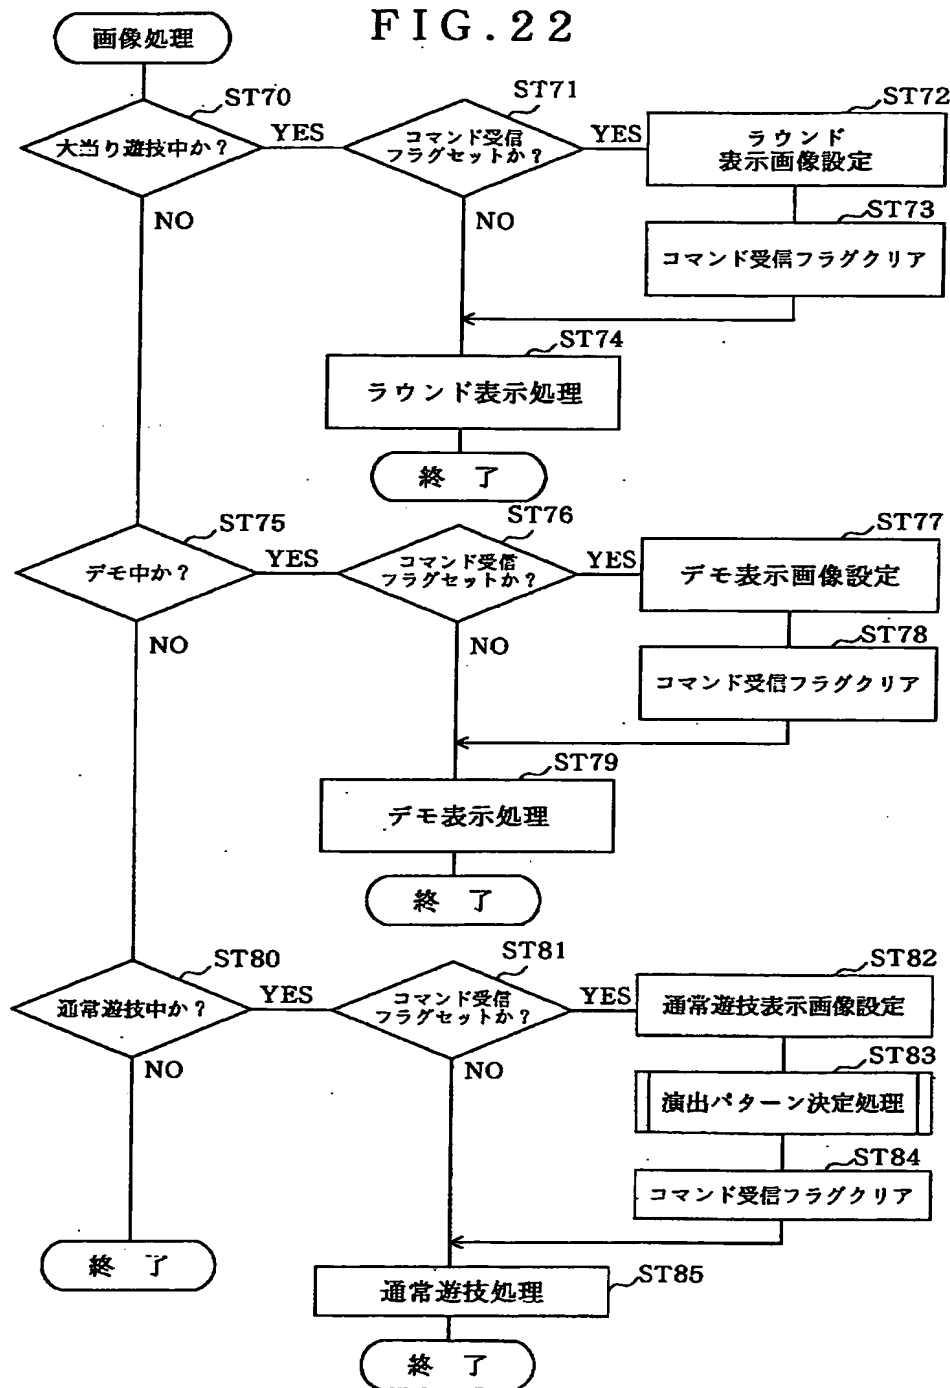 FIG.22
画像処理
ST70
大当り遊技中か？
YES
NO
ST71
コマンド受信
フラグセットか？
YES
NO
ST72
ラウンド
表示画像設定
ST73
コマンド受信フラグクリア
ST74
ラウンド表示処理
終 了
ST75
デモ中か？
YES
NO
ST76
コマンド受信
フラグセットか？
YES
NO
ST77
デモ表示画像設定
ST78
コマンド受信フラグクリア
ST79
デモ表示処理
終 了
ST80
通常遊技中か？
YES
NO
終 了
ST81
コマンド受信
フラグセットか？
YES
NO
ST82
通常遊技表示画像設定
ST83
演出パターン決定処理
ST84
コマンド受信フラグクリア
ST85
通常遊技処理
終 了